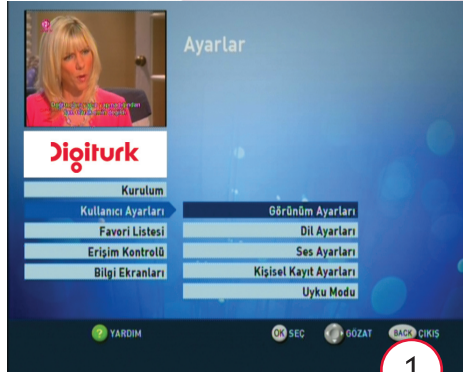 Ayarlar
Digiturk
Kurulum
Kullanıcı Ayarları
Favori Listesi
Erişim Kontrolü
Bilgi Ekranları
Görünüm Ayarları
Dil Ayarları
Ses Ayarları
Kişisel Kayıt Ayarları
Uyku Modu
? YARDIM
OK SEÇ
GÖZAT
BACK ÇIKIŞ
1